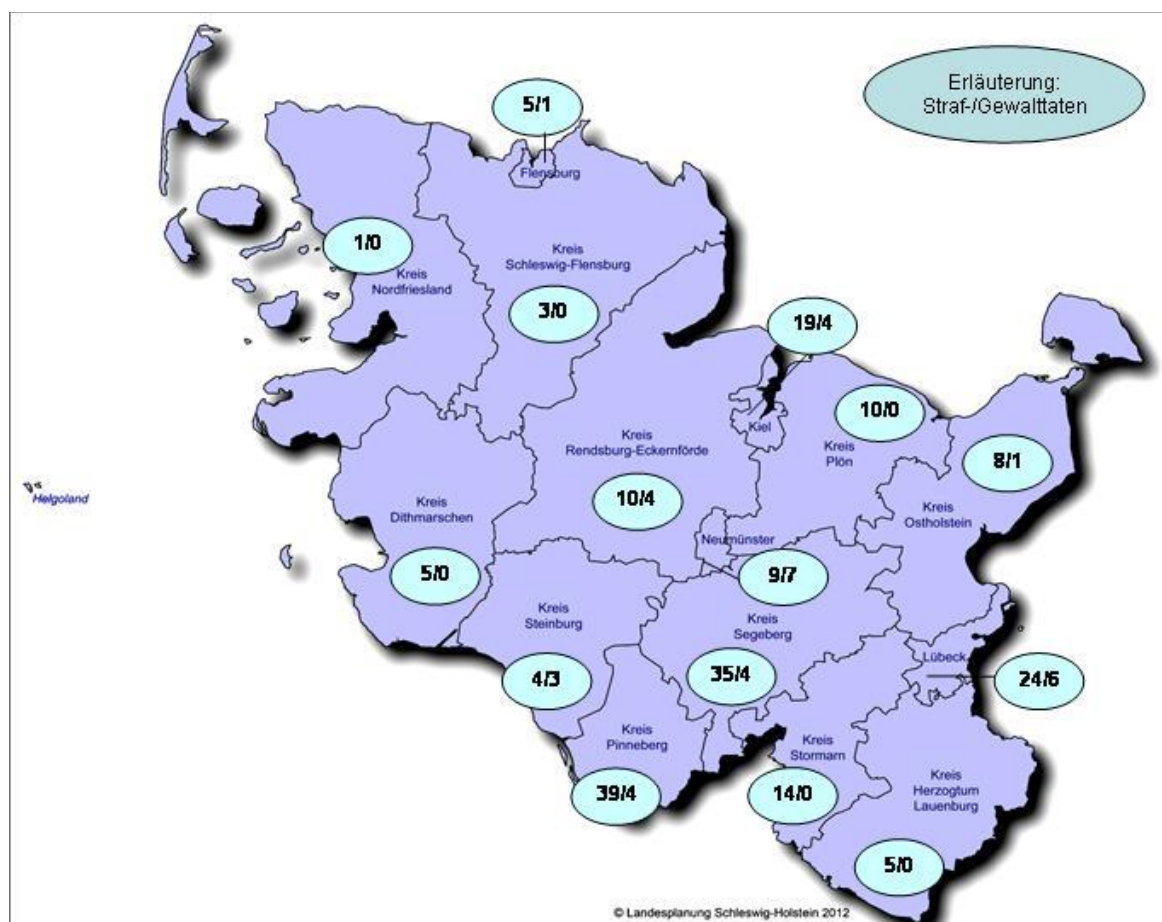 Erläuterung:
Straf-/Gewalttaten
5/1
Flensburg
1/0
Kreis
Nordfriesland
Kreis
Schleswig-Flensburg
3/0
19/4
Kiel
10/0
Kreis
Plön
8/1
Kreis
Ostholstein
Kreis
Rendsburg-Eckernförde
10/4
Helgoland
Kreis
Dithmarschen
5/0
Neumünster
9/7
Kreis
Steinburg
4/3
Kreis
Segeberg
35/4
Lübeck
24/6
Kreis
Pinneberg
39/4
Kreis
Stormarn
14/0
Kreis
Herzogtum
Lauenburg
5/0
© Landesplanung Schleswig-Holstein 2012